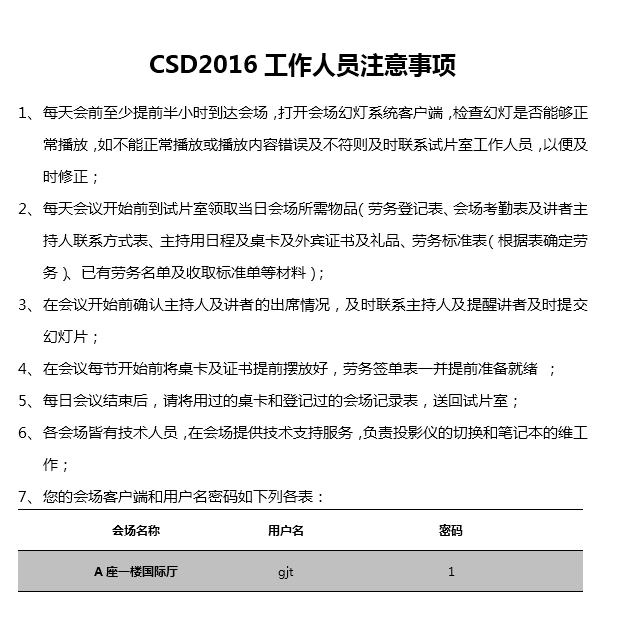 CSD2016 工作人员注意事项
1、每天会前至少提前半小时到达会场，打开会场幻灯系统客户端，检查幻灯是否能够正
常播放，如不能正常播放或播放内容错误及不符则及时联系试片室工作人员，以便及
时修正；
2、每天会议开始前到试片室领取当日会场所需物品（劳务登记表、会场考勤表及讲者主
持人联系方式表、主持用日程及桌卡及外宾证书及礼品、劳务标准表（根据表确定劳
务）、已有劳务名单及收取标准单等材料）；
3、在会议开始前确认主持人及讲者的出席情况，及时联系主持人及提醒讲者及时提交
幻灯片；
4、在会议每节开始前将桌卡及证书提前摆放好，劳务签单表一并提前准备就绪 ；
5、每日会议结束后，请将用过的桌卡和登记过的会场记录表，送回试片室；
6、各会场皆有技术人员，在会场提供技术支持服务，负责投影仪的切换和笔记本的维工
作；
7、您的会场客户端和用户名密码如下列各表：
会场名称 用户名 密码
A 座一楼国际厅 gjt 1